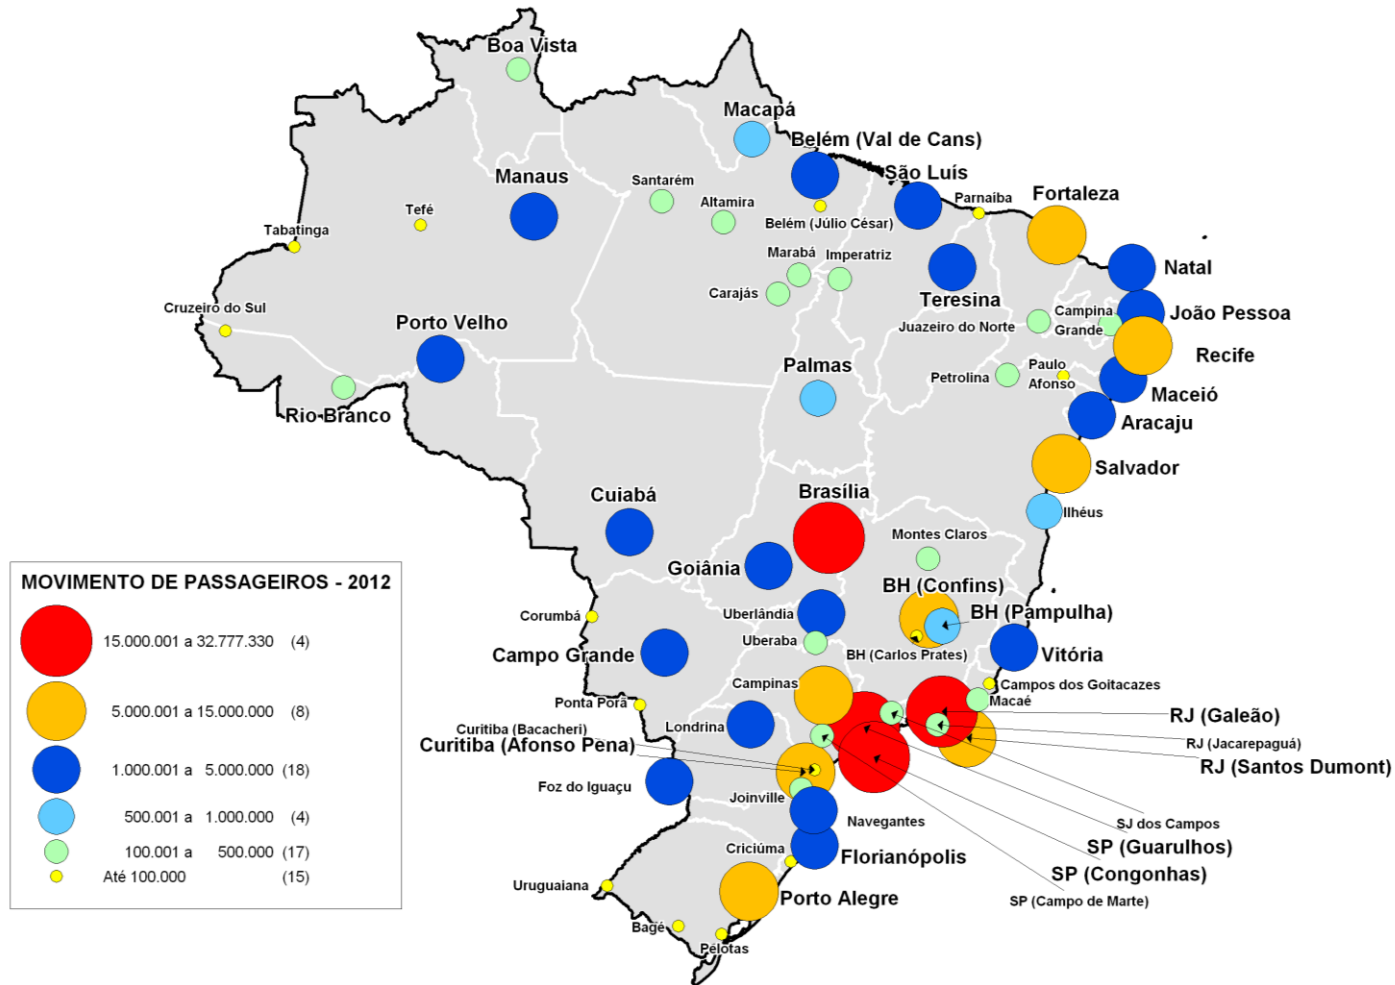 Boa Vista
Macapá
Belém (Val de Cans)
São Luís
Manaus
Santarém
Altamira
Parnaiba
Fortaleza
Tefé
Belém (Júlio César)
Tabatinga
Marabá
Imperatriz
Natal
Carajás
Teresina
Cruzeiro do Sul
Porto Velho
Juazeiro do Norte
Campina
Grande
João Pessoa
Recife
Palmas
Petrolina
Paulo
Afonso
Maceió
Rio Branco
Aracaju
Salvador
Cuiabá
Brasília
Ilhéus
Montes Claros
Goiânia
BH (Confins)
MOVIMENTO DE PASSAGEIROS - 2012
15.000.001 a 32.777.330 (4)
5.000.001 a 15.000.000 (8)
1.000.001 a 5.000.000 (18)
500.001 a 1.000.000 (4)
100.001 a 500.000 (17)
Até 100.000 (15)
Corumbá
Uberlândia
BH (Pampulha)
Uberaba
BH (Carlos Prates)
Campo Grande
Vitória
Campinas
Campos dos Goitacazes
Ponta Porã
Macaé
RJ (Galeão)
Londrina
Curitiba (Bacacheri)
Curitiba (Afonso Pena)
RJ (Jacarepaguá)
RJ (Santos Dumont)
Foz do Iguaçu
Joinville
Navegantes
SJ dos Campos
Criciúma
Florianópolis
SP (Guarulhos)
SP (Congonhas)
Uruguaiana
Porto Alegre
SP (Campo de Marte)
Bagé
Pelotas